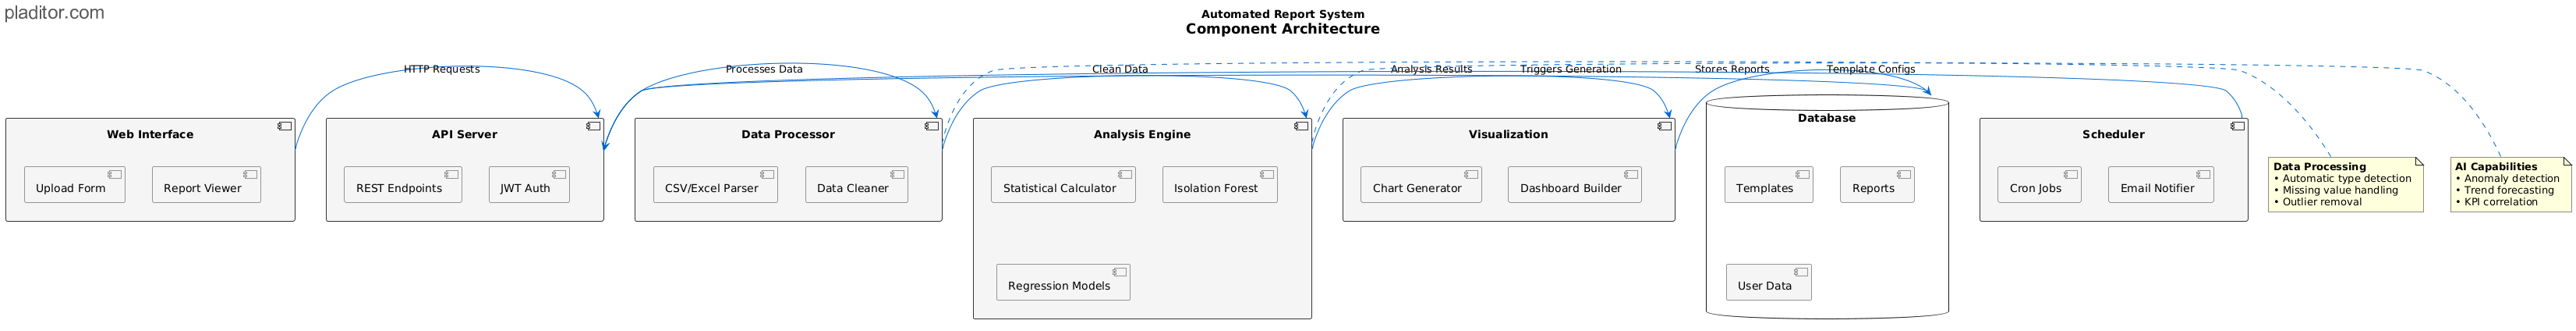 pladitor.com
Automated Report System
Component Architecture
HTTP Requests
Processes Data
Clean Data
Analysis Results
Triggers Generation
Stores Reports
Template Configs
Web Interface
Upload Form
Report Viewer
API Server
REST Endpoints
JWT Auth
Data Processor
CSV/Excel Parser
Data Cleaner
Analysis Engine
Statistical Calculator
Isolation Forest
Regression Models
Visualization
Chart Generator
Dashboard Builder
Database
Templates
Reports
User Data
Scheduler
Cron Jobs
Email Notifier
Data Processing
• Automatic type detection
• Missing value handling
• Outlier removal
AI Capabilities
• Anomaly detection
• Trend forecasting
• KPI correlation